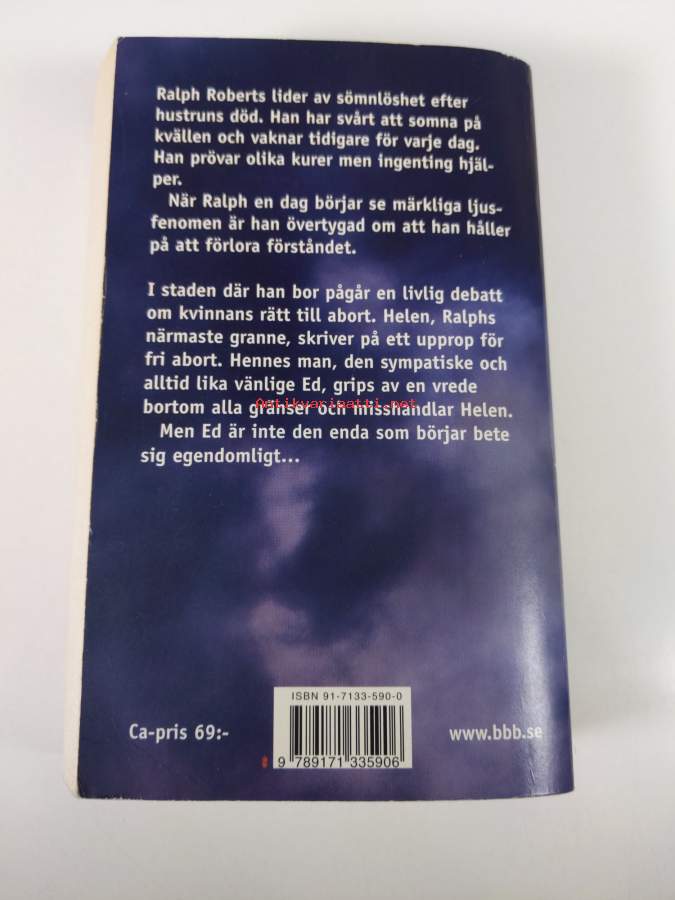 Ralph Roberts lider av sömnlöshet efter
hustruns död. Han har svårt att somna på
kvällen och vaknar tidigare för varje dag.
Han prövar olika kurer men ingenting hjäl-
per.
När Ralph en dag börjar se märkliga ljus-
fenomen är han övertygad om att han håller
på att förlora förståndet.
I staden där han bor pågår en livlig debatt
om kvinnans rätt till abort. Helen, Ralphs
närmaste granne, skriver på ett upprop för
fri abort. Hennes man, den sympatiske och
alltid lika vänlige Ed, grips av en vrede
Antikvariaatti.net
bortom alla gränser och misshandlar Helen.
Men Ed är inte den enda som börjar bete
sig egendomligt...
ISBN 91-7133-590-0
Ca-pris 69:-
www.bbb.se
9 789171 335906